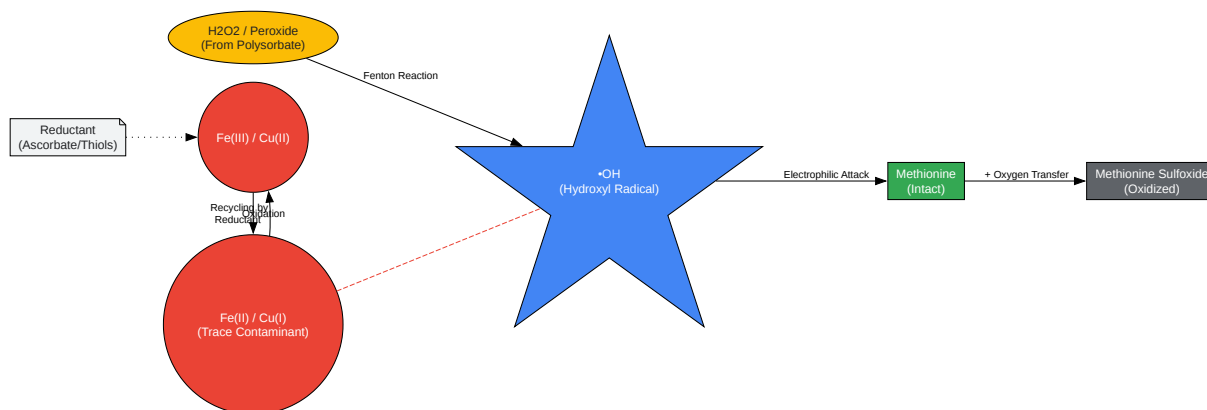 H2O2 / Peroxide
(From Polysorbate)
Fenton Reaction
Reductant
(Ascorbate/Thiols)
Fe(III) / Cu(II)
Recycling by
Reductant
Oxidation
Fe(II) / Cu(I)
(Trace Contaminant)
•OH
(Hydroxyl Radical)
Electrophilic Attack
Methionine
(Intact)
+ Oxygen Transfer
Methionine Sulfoxide
(Oxidized)